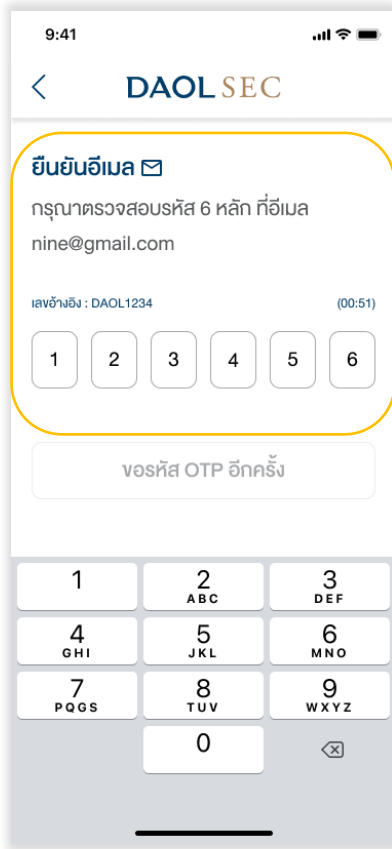 9:41
DAOL SEC
ยืนยันอีเมล
กรุณาตรวจสอบรหัส 6 หลัก ที่อีเมล
nine@gmail.com
เลขอ้างอิง : DAOL1234 (00:51)
1 2 3 4 5 6
ขอรหัส OTP อีกครั้ง
1 2 3
ABC DEF
4 5 6
GHI JKL MNO
7 8 9
PQGS TUV WXYZ
0